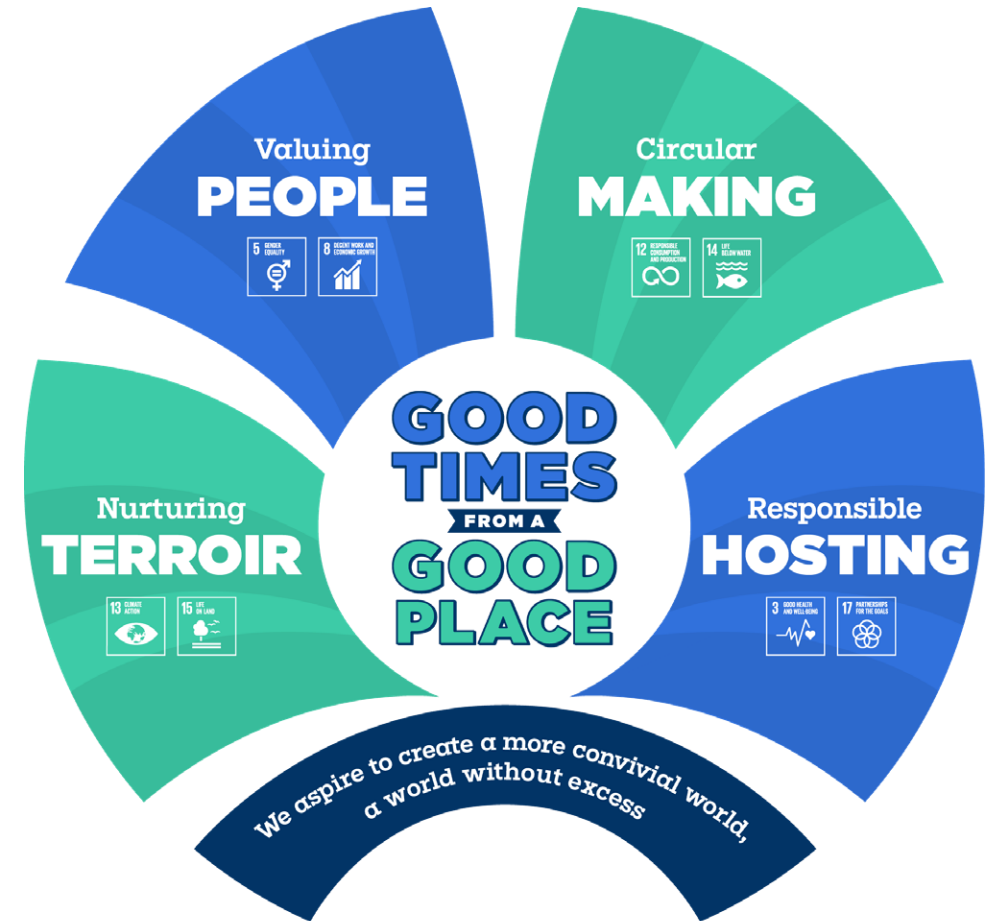 Valuing
PEOPLE
5 GENDER
EQUALITY
8 DECENT WORK AND
ECONOMIC GROWTH
Circular
MAKING
12 RESPONSIBLE
CONSUMPTION
AND PRODUCTION
14 LIFE
BELOW WATER
Nurturing
TERROIR
13 CLIMATE
ACTION
15 LIFE
ON LAND
GOOD
TIMES
FROM A
GOOD
PLACE
Responsible
HOSTING
3 GOOD HEALTH
AND WELL-BEING
17 PARTNERSHIPS
FOR THE GOALS
We aspire to create a more convivial world,
a world without excess